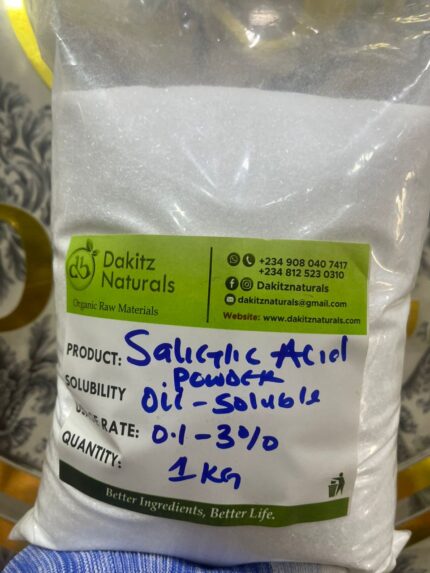 db
Dakitz
Naturals
Organic Raw Materials
+234 908 040 7417
+234 812 523 0310
Dakitznaturals
dakitznaturals@gmail.com
Website: www.dakitznaturals.com
PRODUCT: Salicylic Acid
POWDER
SOLUBILITY Oil-soluble
RATE: 0.1-3%
QUANTITY: 1KG
Better Ingredients, Better Life.